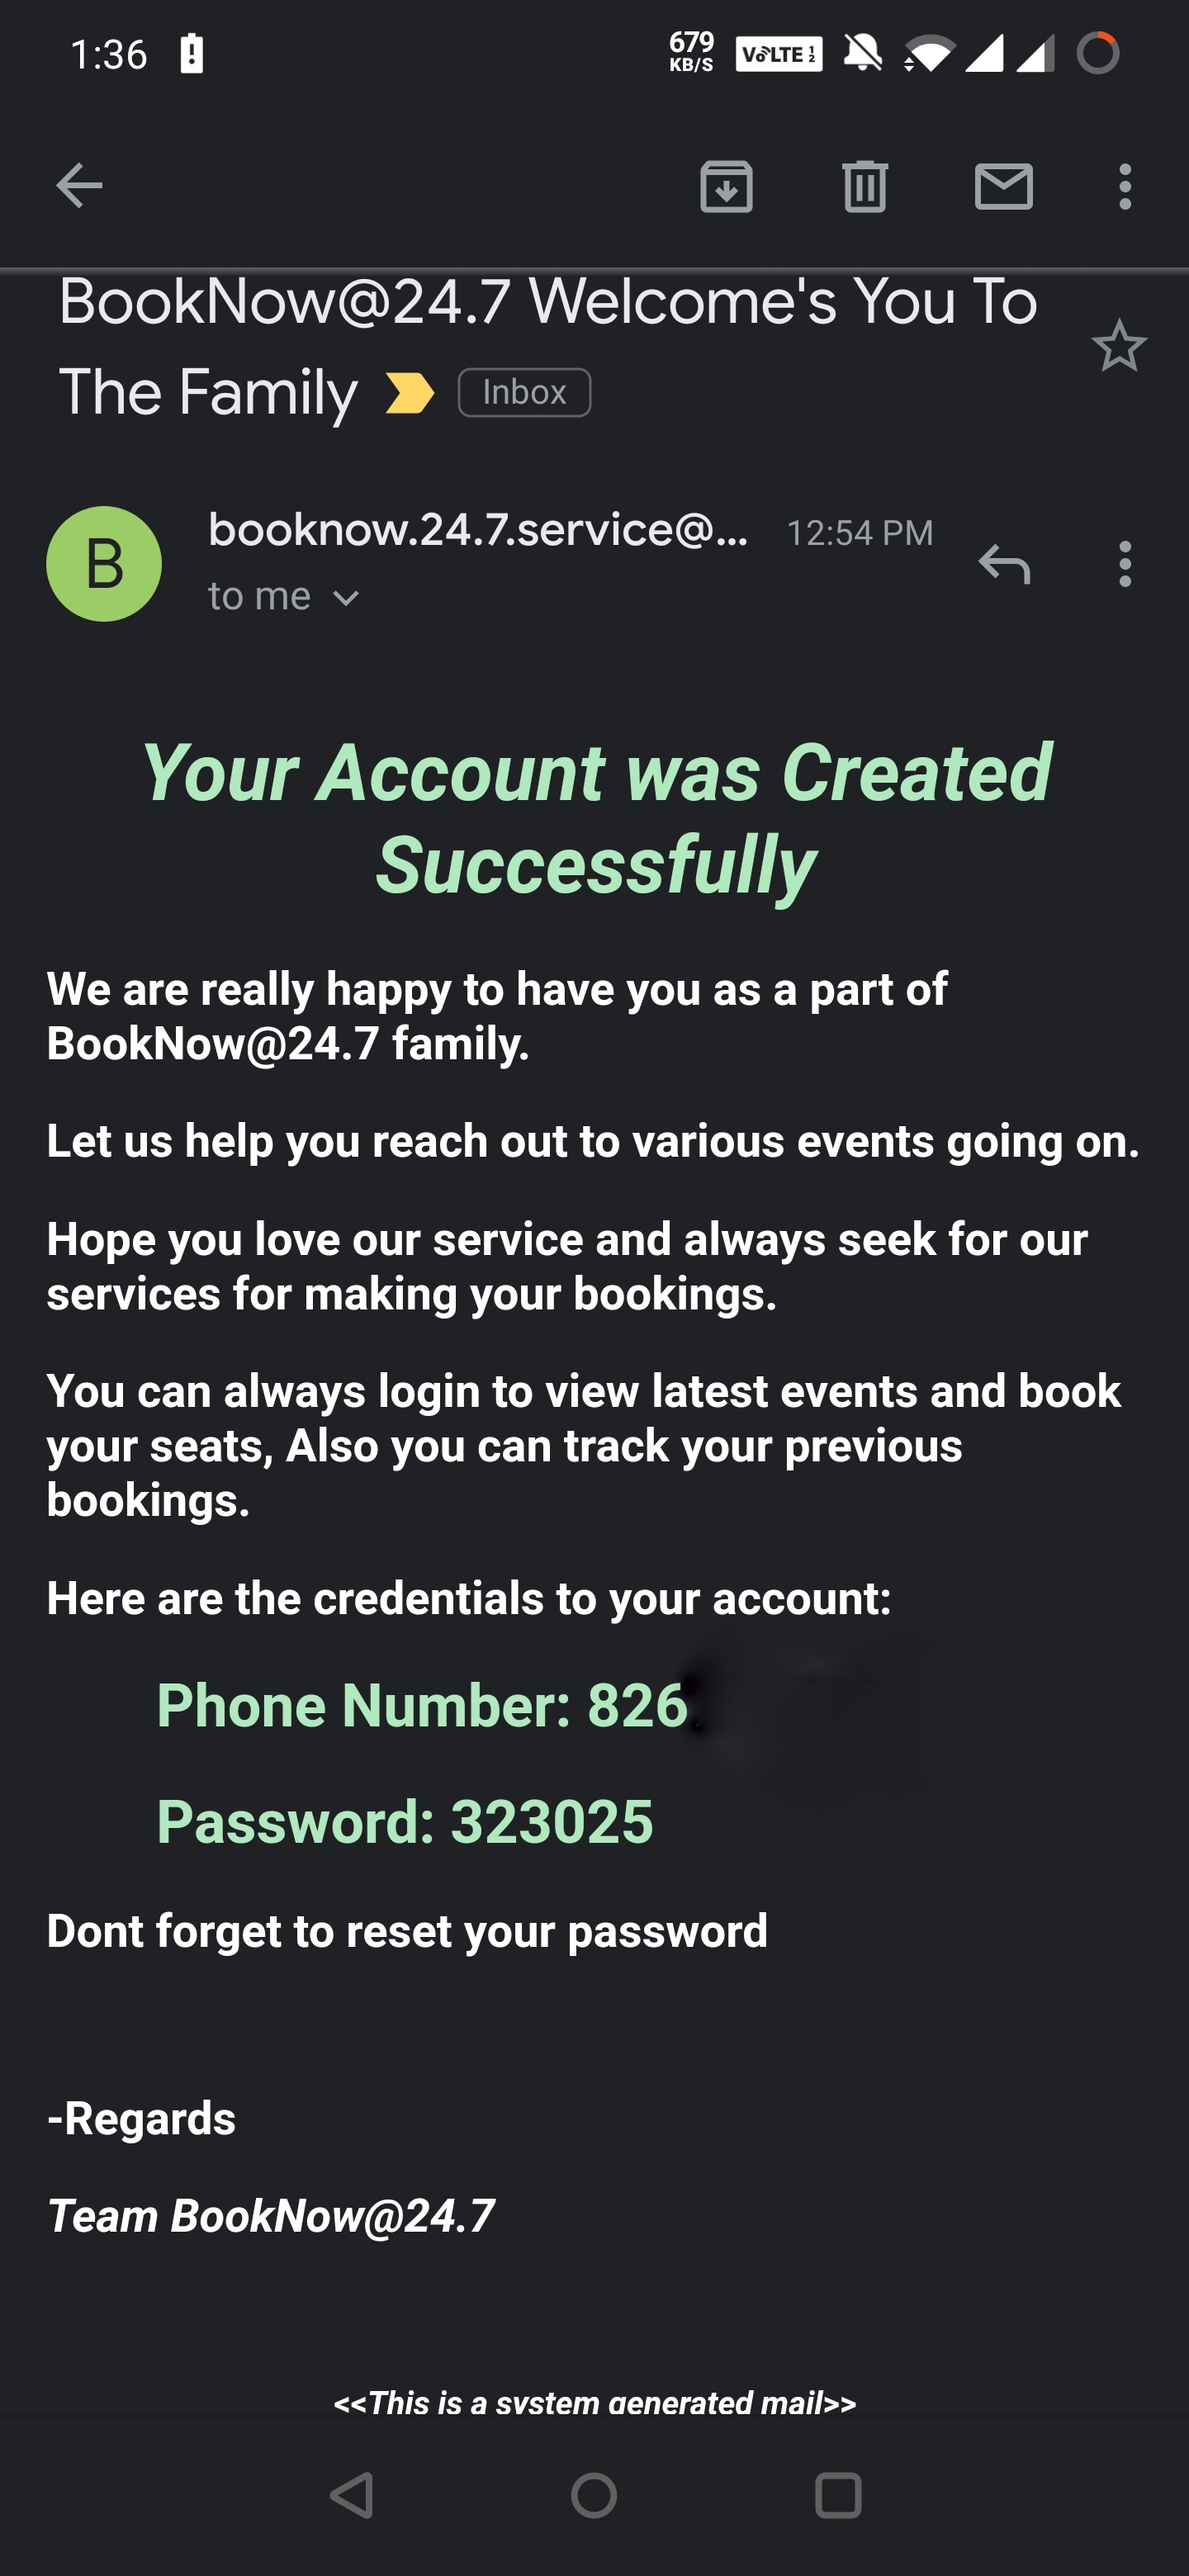 1:36
679
KB/S
VoLTE 1 2
BookNow@24.7 Welcome's You To
The Family
Inbox
B
booknow.24.7.service@...
12:54 PM
to me
Your Account was Created
Successfully
We are really happy to have you as a part of
BookNow@24.7 family.
Let us help you reach out to various events going on.
Hope you love our service and always seek for our
services for making your bookings.
You can always login to view latest events and book
your seats, Also you can track your previous
bookings.
Here are the credentials to your account:
Phone Number: 826
Password: 323025
Dont forget to reset your password
-Regards
Team BookNow@24.7
<<This is a system generated mail>>